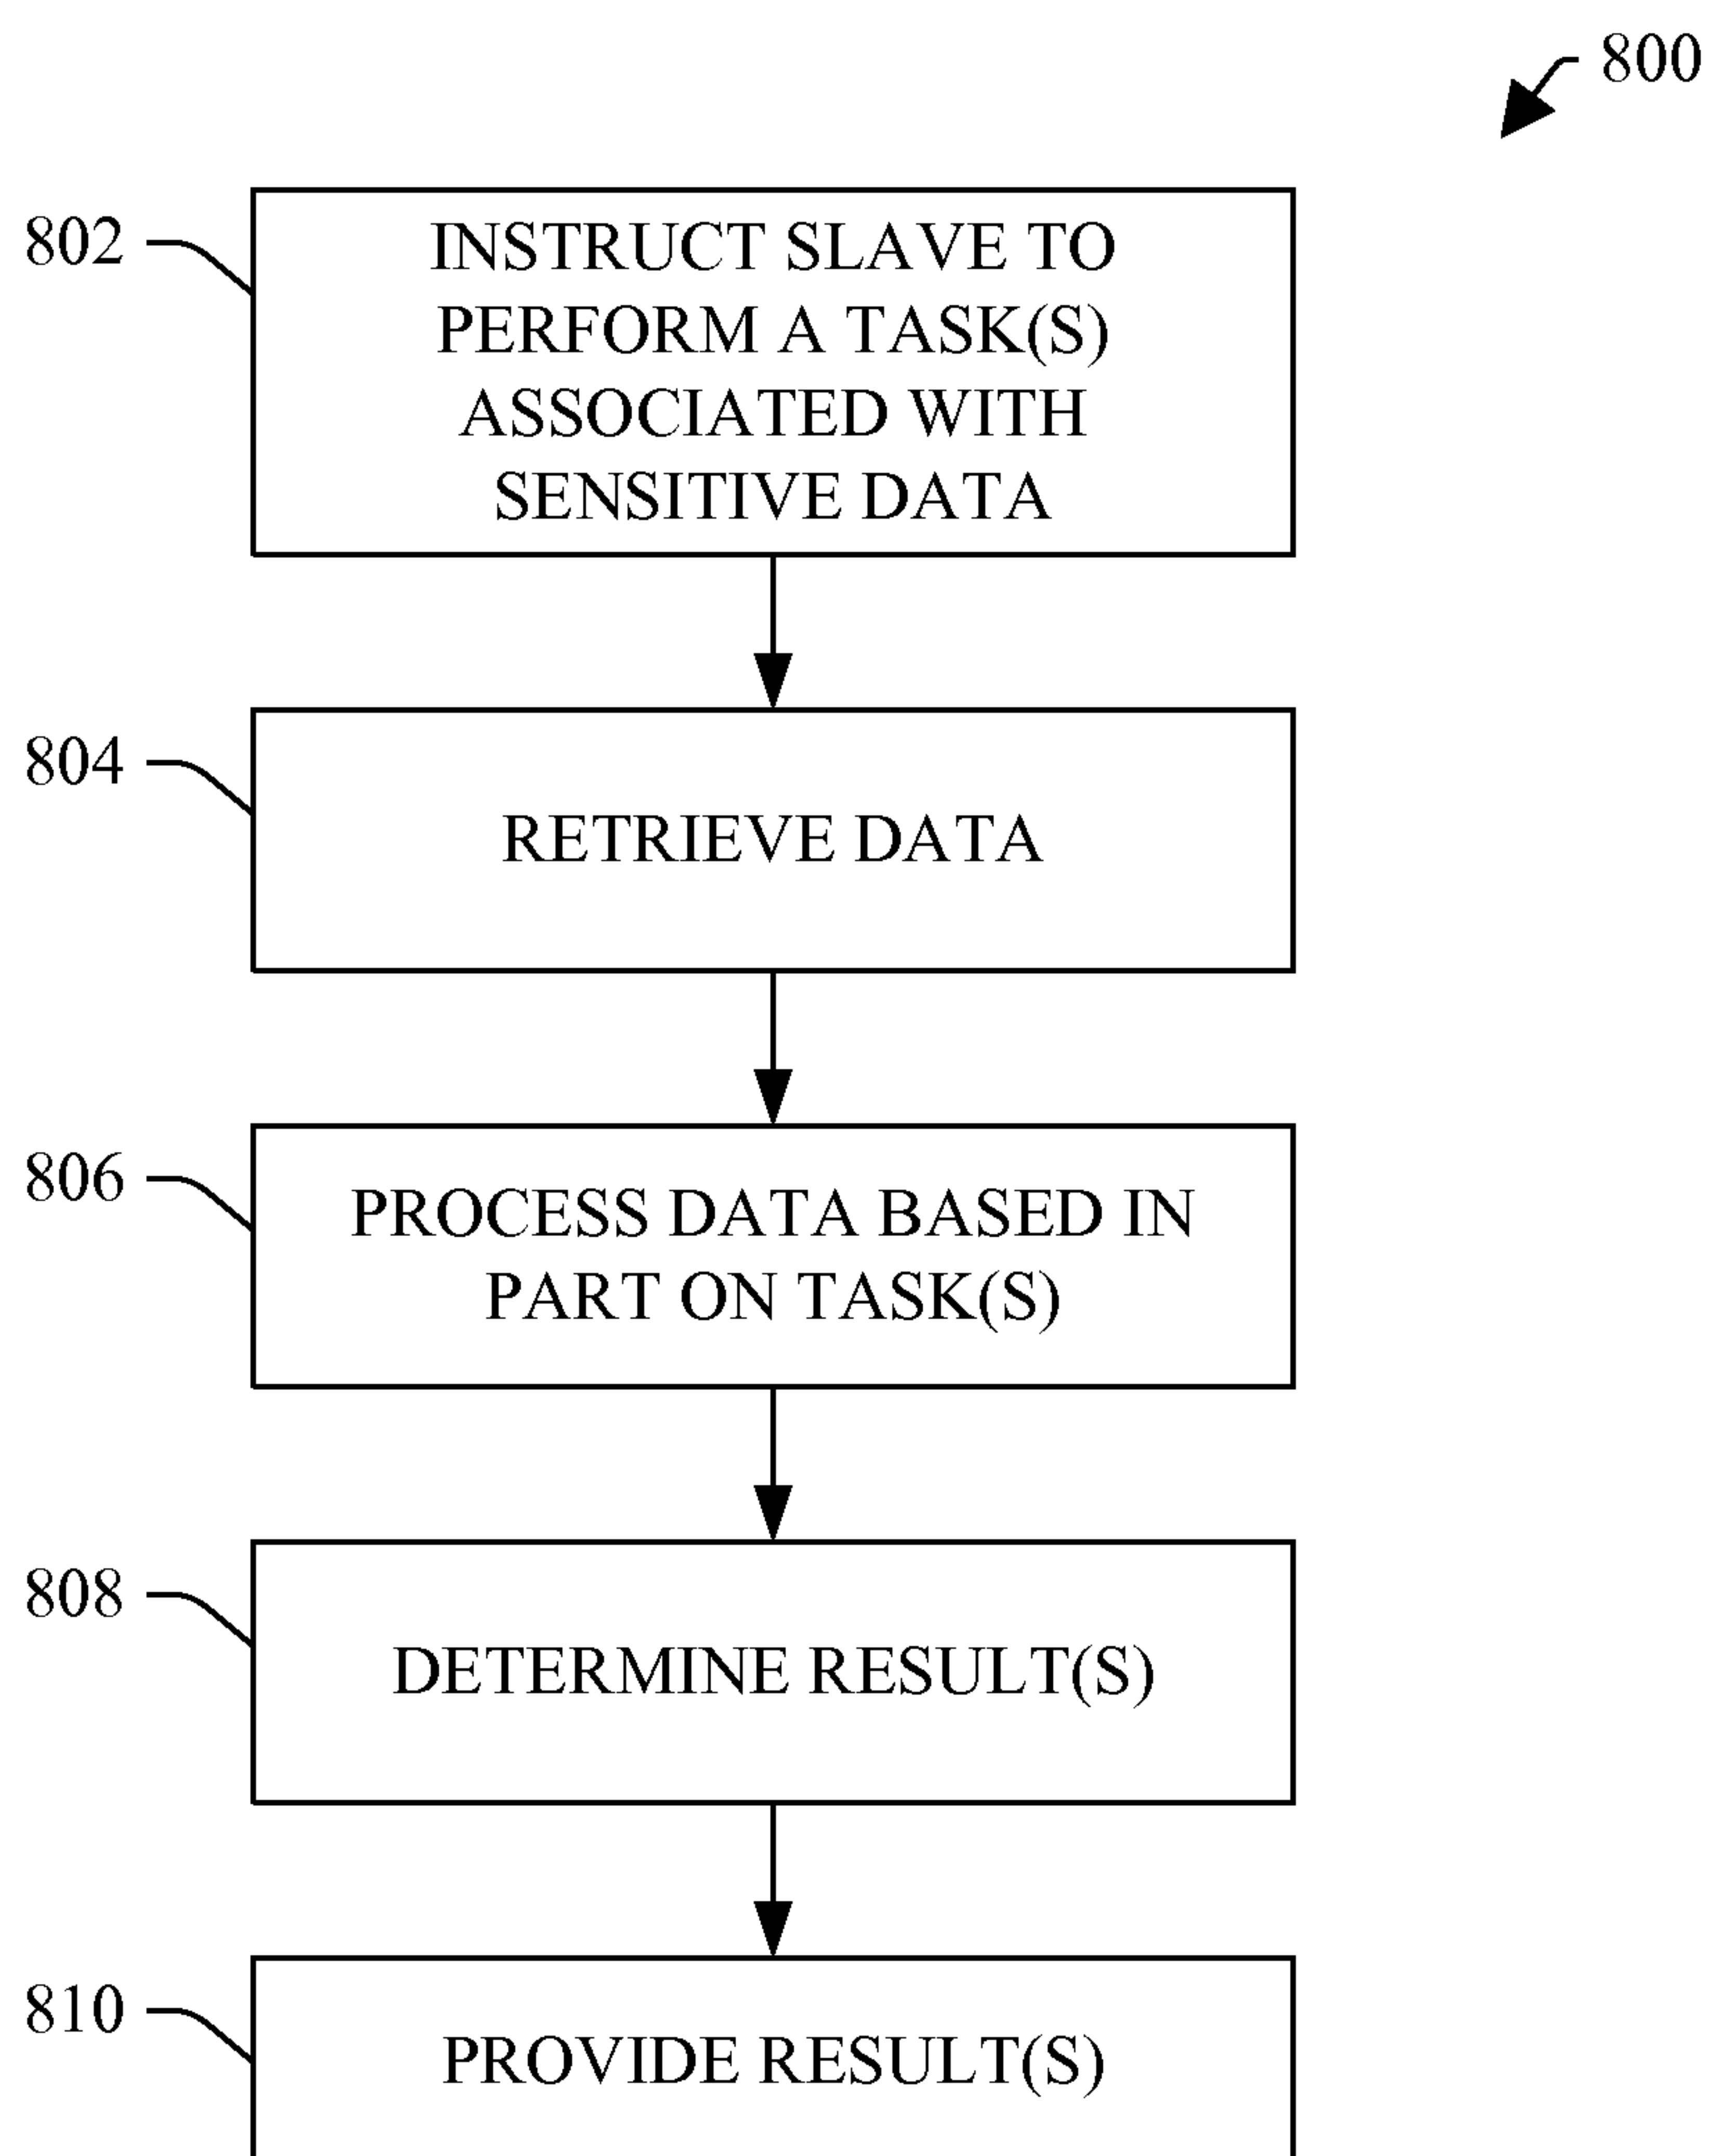 800
802
INSTRUCT SLAVE TO
PERFORM A TASK(S)
ASSOCIATED WITH
SENSITIVE DATA
804
RETRIEVE DATA
806
PROCESS DATA BASED IN
PART ON TASK(S)
808
DETERMINE RESULT(S)
810
PROVIDE RESULT(S)